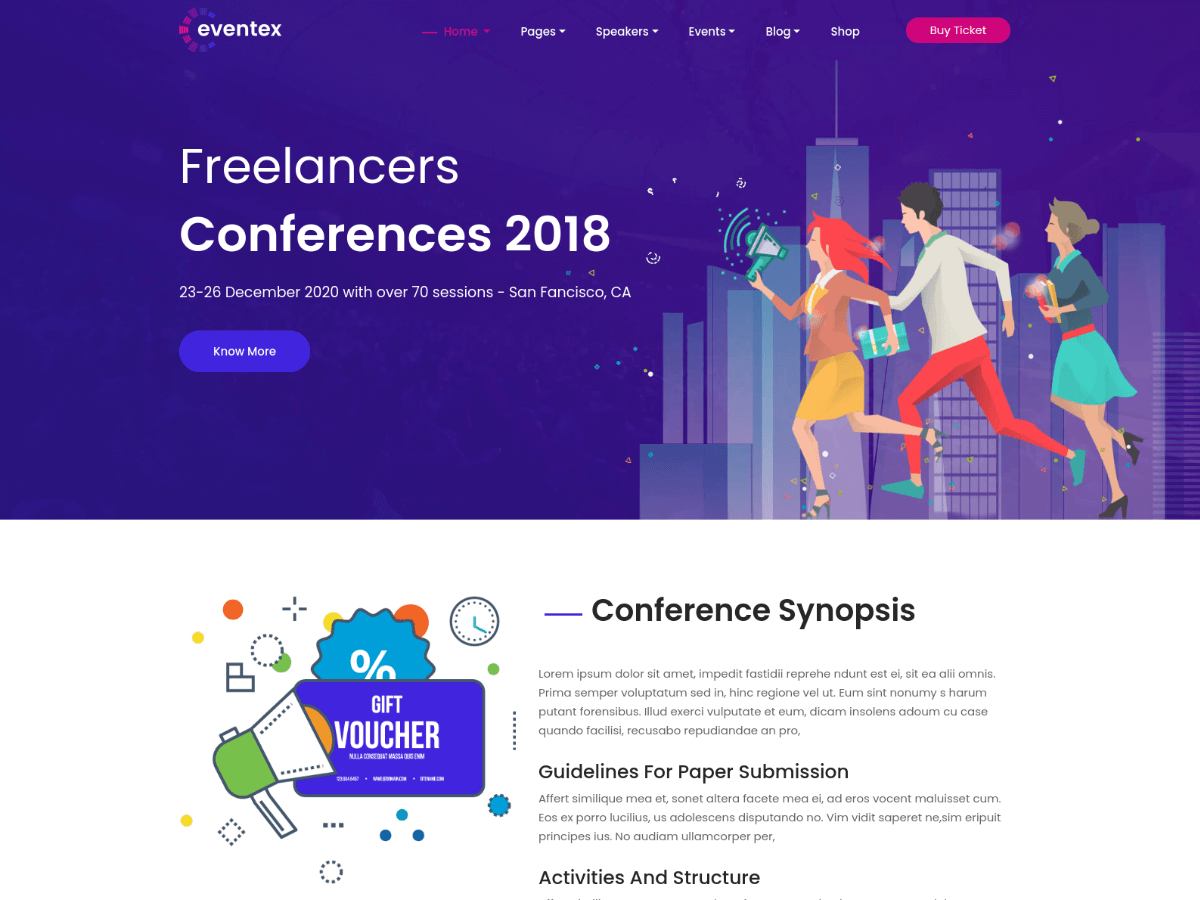 eventex
Home
Pages
Speakers
Events
Blog
Shop
Buy Ticket
Freelancers
Conferences 2018
23-26 December 2020 with over 70 sessions - San Fancisco, CA
Know More
Conference Synopsis
%
GIFT
VOUCHER
NULLA CONSEQUAT MASSA QUIS ENIM
Lorem ipsum dolor sit amet, impedit fastidii reprehe ndunt est ei, sit ea alii omnis.
Prima semper voluptatum sed in, hinc regione vel ut. Eum sint nonumy s harum
putant forensibus. Illud exerci vulputate et eum, dicam insolens adoum cu case
quando facilisi, recusabo repudiandae an pro,
Guidelines For Paper Submission
Affert similique mea et, sonet altera facete mea ei, ad eros vocent maluisset cum.
Eos ex porro lucilius, us adolescens disputando no. Vim vidit saperet ne,sim eripuit
principes ius. No audiam ullamcorper per,
Activities And Structure